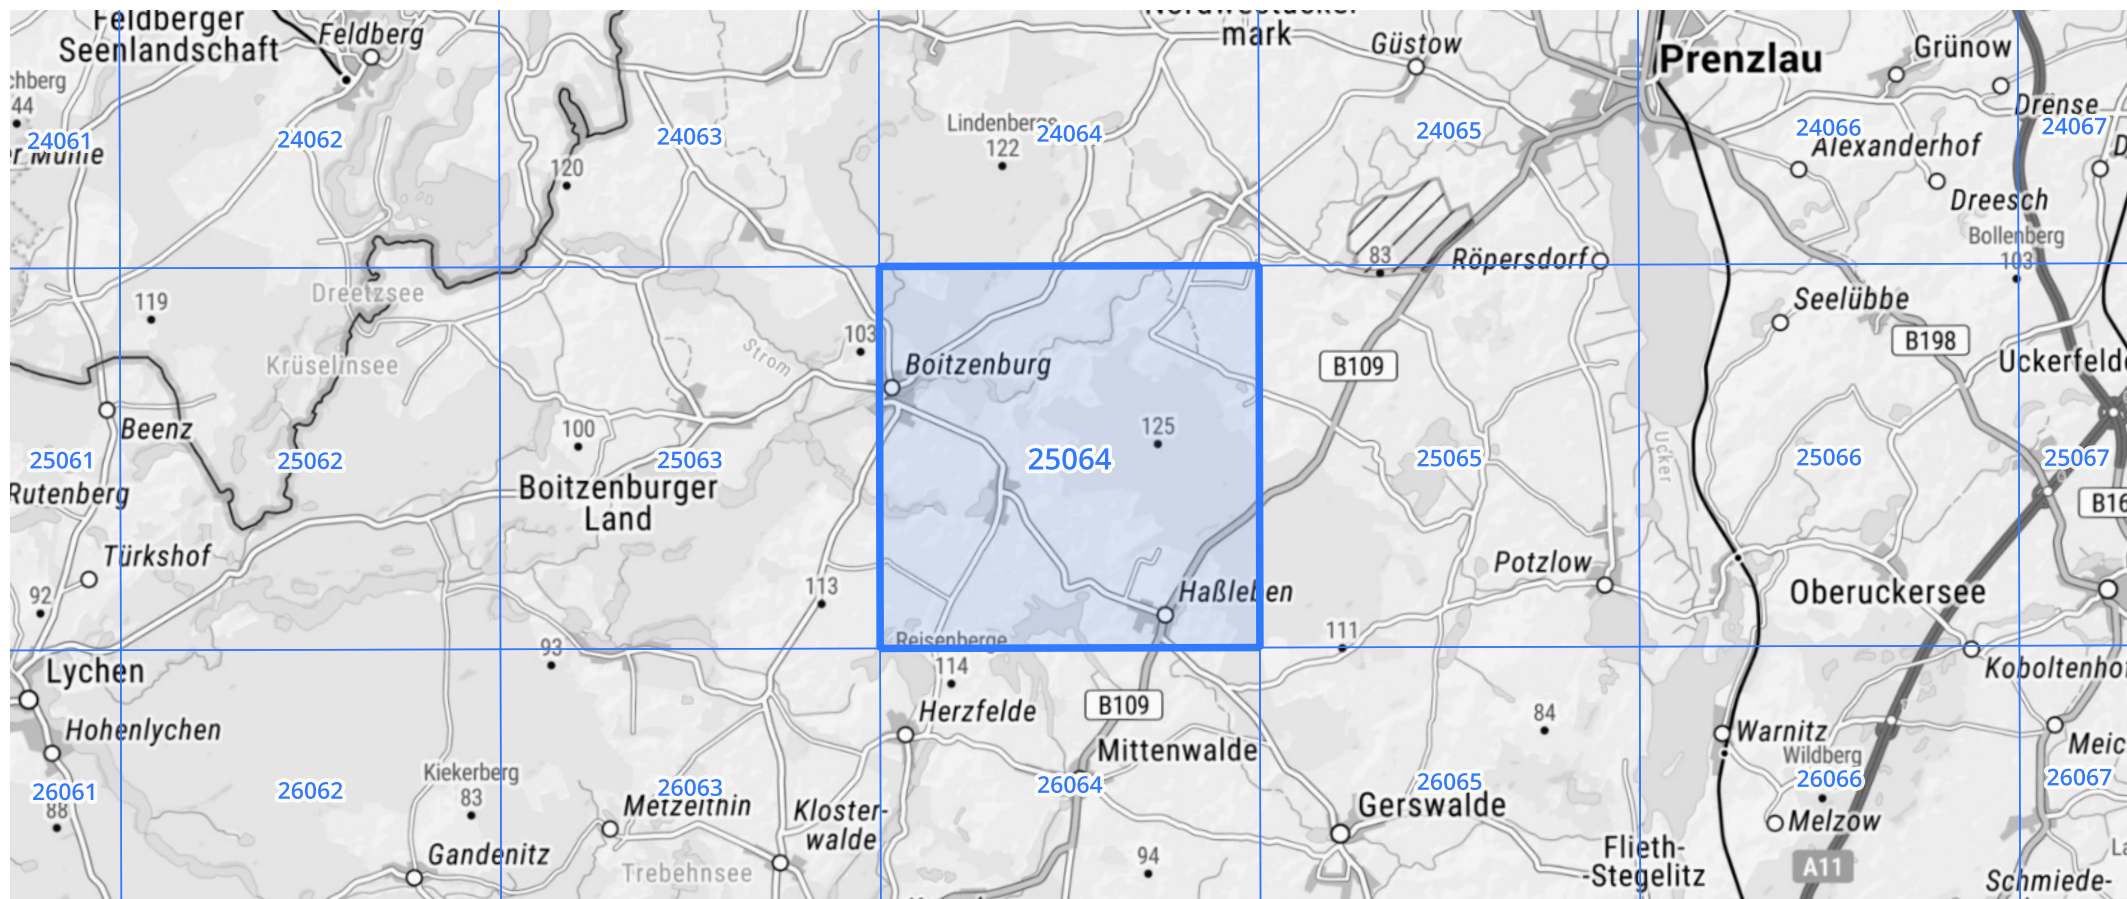 Feldberger
Seenlandschaft
Feldberg
mark
Güstow
Prenzlau
Grünow
Drense
44
24061
24062
24063
Lindenberge
122
24064
24065
24066
24067
Alexanderhof
120
Dreesch
Bollenberg
103
83
Röpersdorf
119
Dreetzsee
Seelübbe
B198
Krüselinsee
103
Strom
Boitzenburg
B109
Beenz
100
125
25061
25062
25063
25064
25065
25066
25067
Ucker
Rutenberg
Boitzenburger
Land
Türkshof
92
113
Haßleben
Potzlow
Oberuckersee
Reisenberge
114
111
93
Lychen
Hohenlychen
Herzfelde
B109
Mittenwalde
84
Warnitz
Wildberg
26061
88
26062
Kiekerberg
83
26063
Metzelthin
Kloster-
walde
26064
26065
Gerswalde
26066
26067
Melzow
Gandenitz
Trebehnsee
94
Flieth-
-Stegelitz
A11
Schmiede-